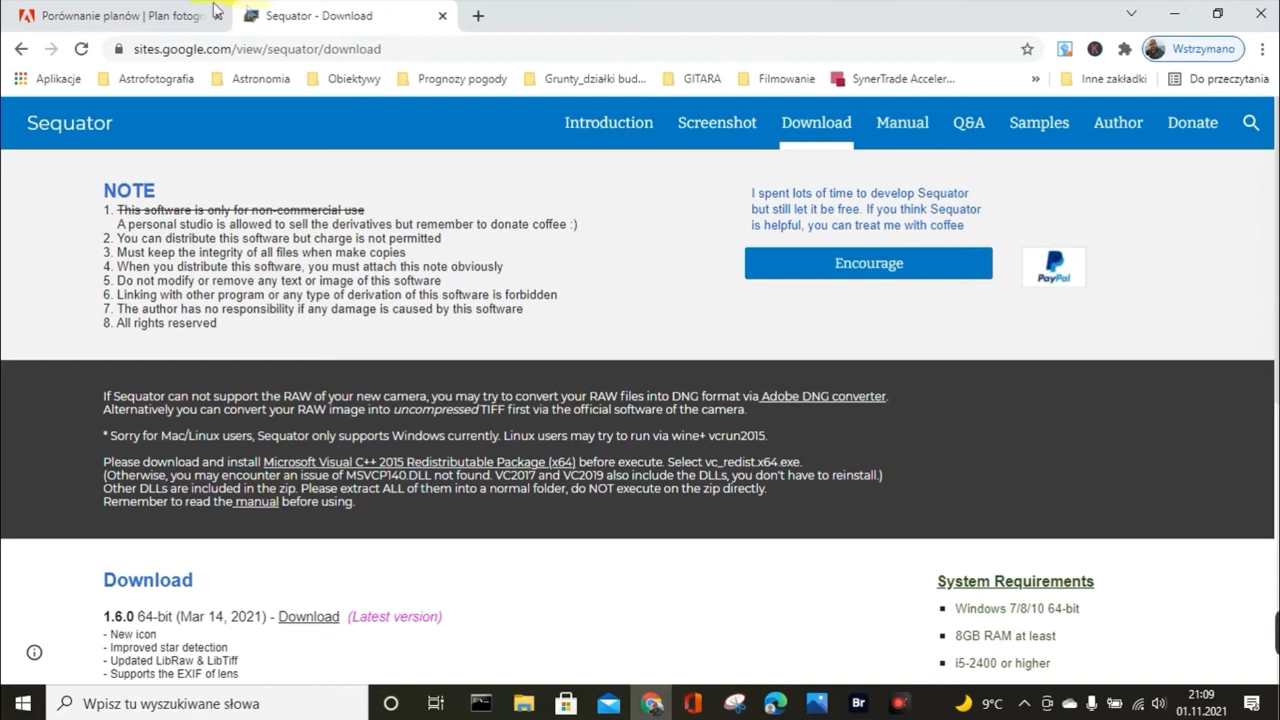 Porównanie planów | Plan fotogr
Sequator - Download
sites.google.com/view/sequator/download
Wstrzymano
Aplikacje
Astrofotografia
Astronomia
Obiektywy
Prognozy pogody
Grunty_działki bud...
GITARA
Filmowanie
SynerTrade Acceler...
»
Inne zakładki
Do przeczytania
Sequator
Introduction
Screenshot
Download
Manual
Q&A
Samples
Author
Donate
NOTE
1. This software is only for non-commercial use
A personal studio is allowed to sell the derivatives but remember to donate coffee :)
2. You can distribute this software but charge is not permitted
3. Must keep the integrity of all files when make copies
4. When you distribute this software, you must attach this note obviously
5. Do not modify or remove any text or image of this software
6. Linking with other program or any type of derivation of this software is forbidden
7. The author has no responsibility if any damage is caused by this software
8. All rights reserved
I spent lots of time to develop Sequator
but still let it be free. If you think Sequator
is helpful, you can treat me with coffee
Encourage
PayPal
If Sequator can not support the RAW of your new camera, you may try to convert your RAW files into DNG format via Adobe DNG converter.
Alternatively you can convert your RAW image into uncompressed TIFF first via the official software of the camera.
* Sorry for Mac/Linux users, Sequator only supports Windows currently. Linux users may try to run via wine+ vcrun2015.
Please download and install Microsoft Visual C++ 2015 Redistributable Package (x64) before execute. Select vc_redist.x64.exe.
(Otherwise, you may encounter an issue of MSVCP140.DLL not found. VC2017 and VC2019 also include the DLLs, you don't have to reinstall.)
Other DLLs are included in the zip. Please extract ALL of them into a normal folder, do NOT execute on the zip directly.
Remember to read the manual before using.
Download
1.6.0 64-bit (Mar 14, 2021) - Download (Latest version)
- New icon
- Improved star detection
- Updated LibRaw & LibTiff
- Supports the EXIF of lens
System Requirements
Windows 7/8/10 64-bit
8GB RAM at least
i5-2400 or higher
Wpisz tu wyszukiwane słowa
Br
9°C
21:09
01.11.2021